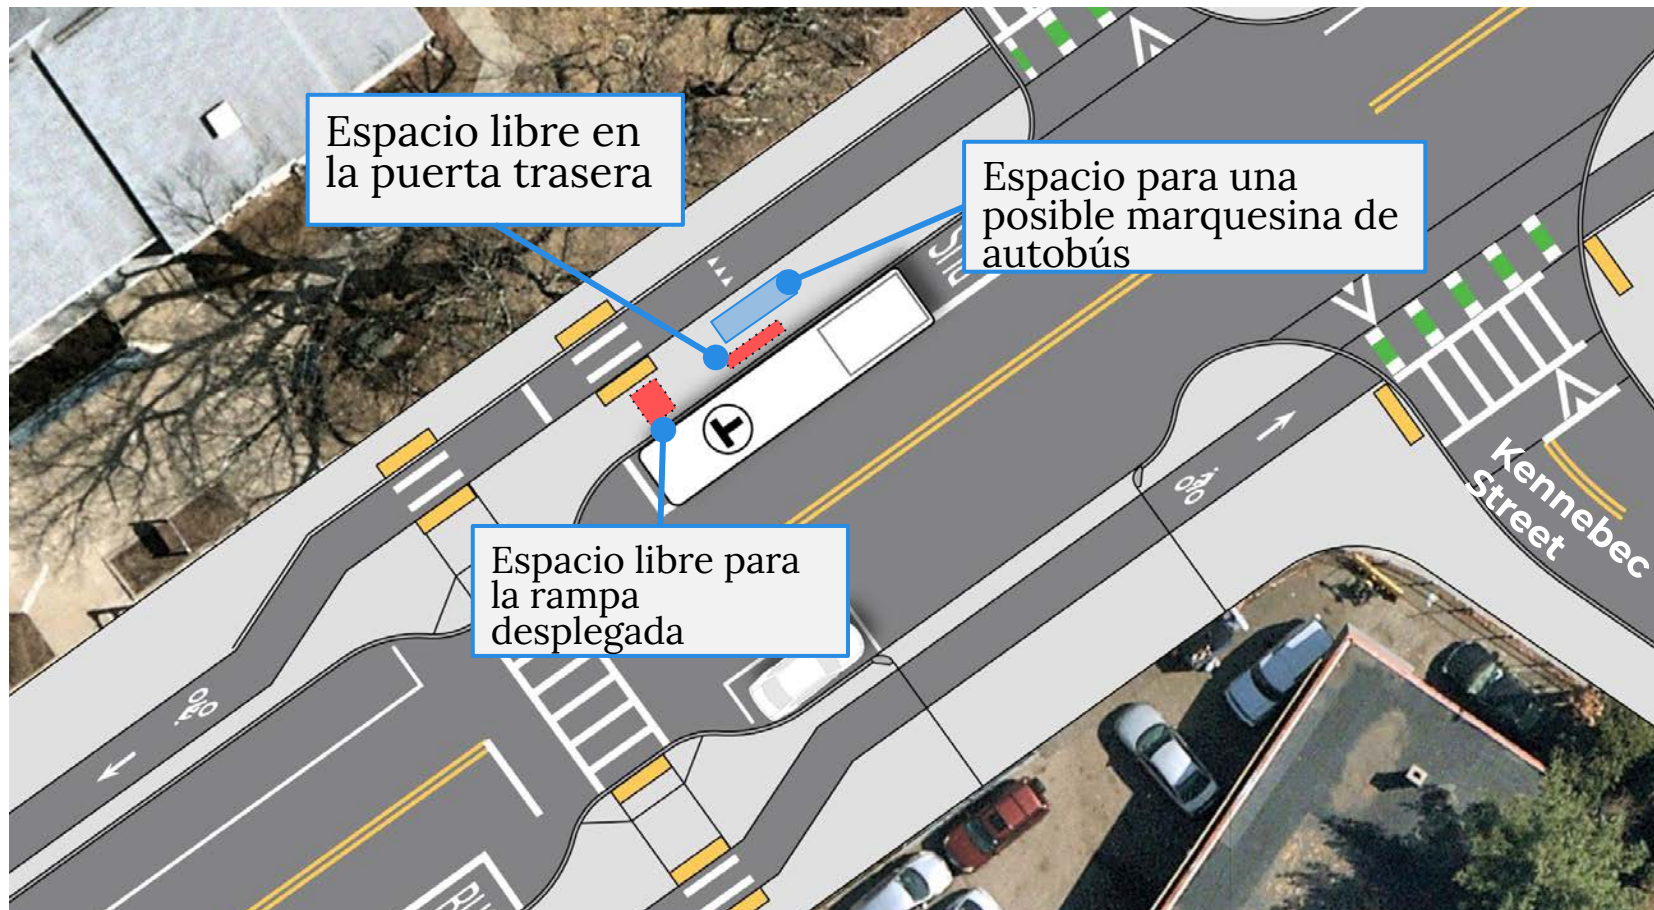 Espacio libre en
la puerta trasera
Espacio para una
posible marquesina de
autobús
BUS
T
Espacio libre para
la rampa
desplegada
Kennebec
Street